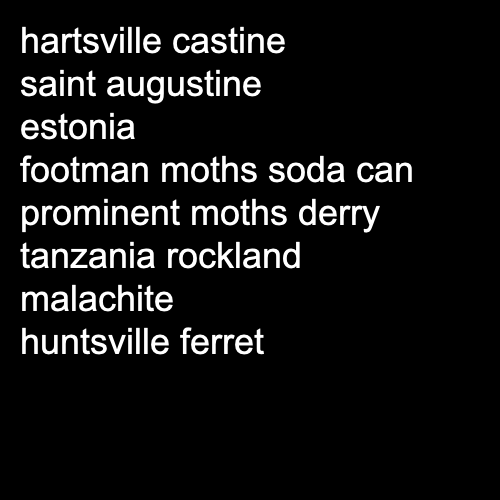 hartsville castine
saint augustine
estonia
footman moths soda can
prominent moths derry
tanzania rockland
malachite
huntsville ferret